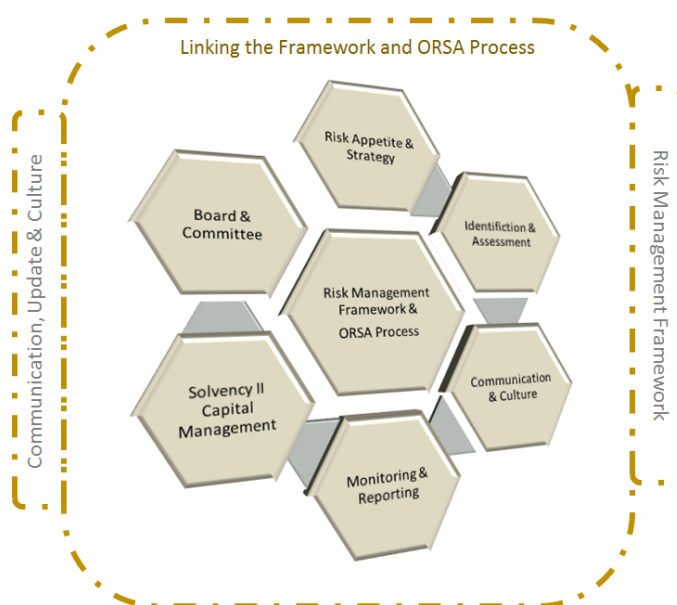 Linking the Framework and ORSA Process
Communication, Update & Culture
Risk Management Framework
Risk Appetite &
Strategy
Board &
Committee
Identifiction &
Assessment
Risk Management
Framework &
ORSA Process
Solvency II
Capital
Management
Communication
& Culture
Monitoring &
Reporting